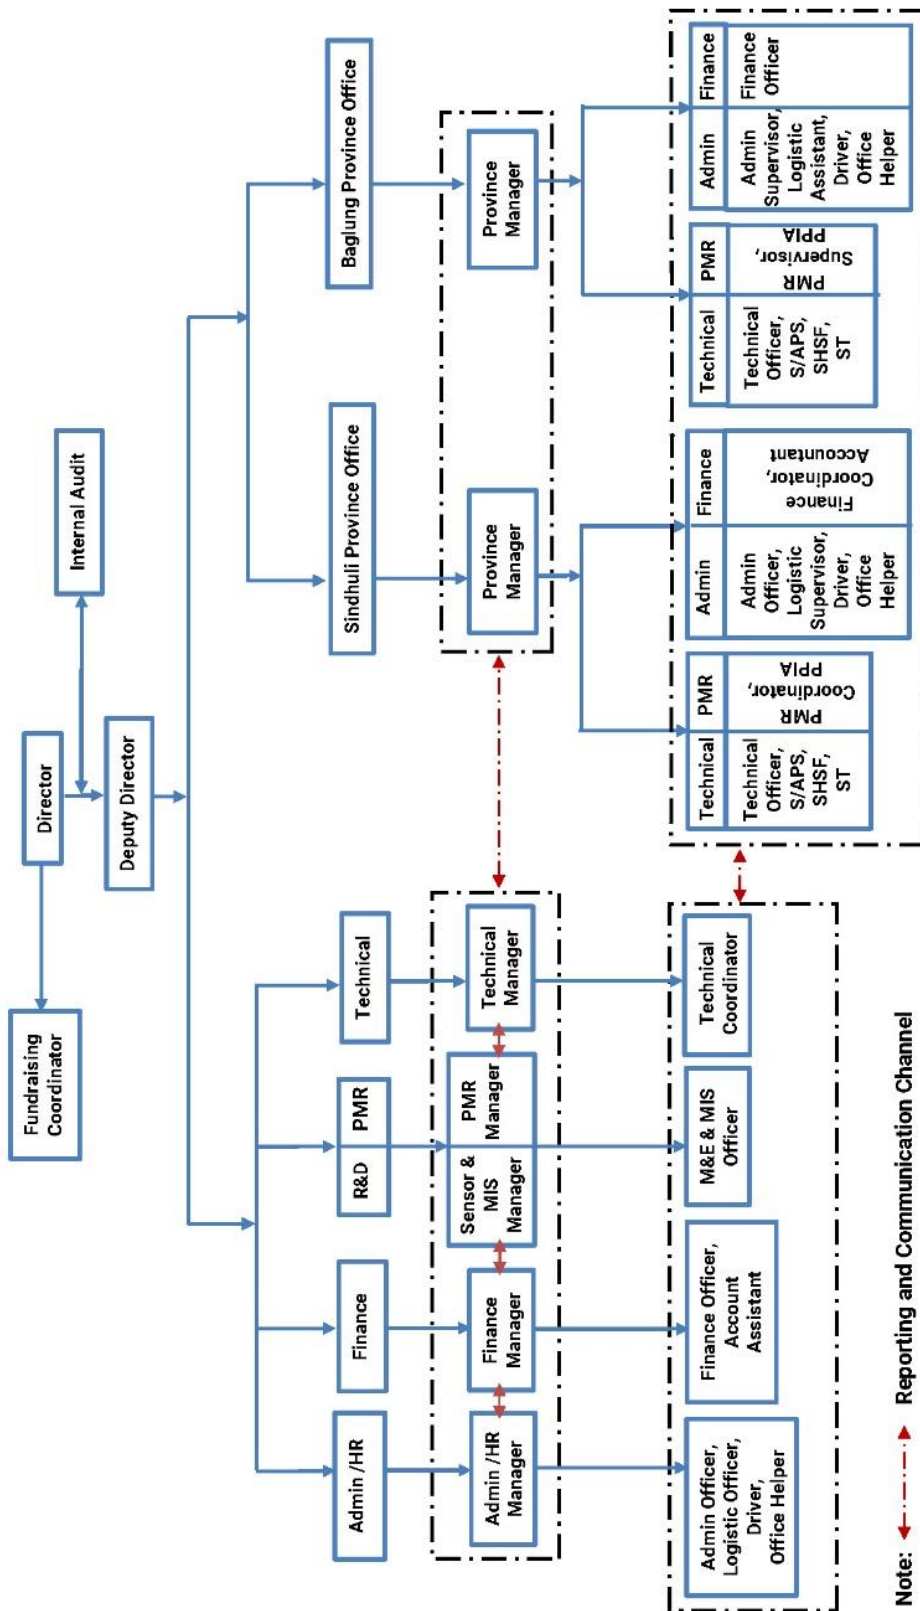 Director
Fundraising
Coordinator
Internal Audit
Deputy Director
Admin /HR
Finance
R&D
PMR
Technical
Sindhuli Province Office
Baglung Province Office
Admin /HR
Manager
Finance
Manager
Sensor &
MIS
Manager
PMR
Manager
Technical
Manager
Province
Manager
Province
Manager
Admin Officer,
Logistic Officer,
Driver,
Office Helper
Finance Officer,
Account
Assistant
M&E & MIS
Officer
Technical
Coordinator
Technical
PMR
Technical
Officer,
S/APS,
SHSF,
ST
PMR
Coordinator,
PPIA
Admin
Finance
Admin
Officer,
Logistic
Supervisor,
Driver,
Office
Helper
Finance
Coordinator,
Accountant
Technical
PMR
Technical
Officer,
S/APS,
SHSF,
ST
PMR
Supervisor,
PPIA
Admin
Finance
Admin
Supervisor,
Logistic
Assistant,
Driver,
Office
Helper
Finance
Officer
Note: Reporting and Communication Channel